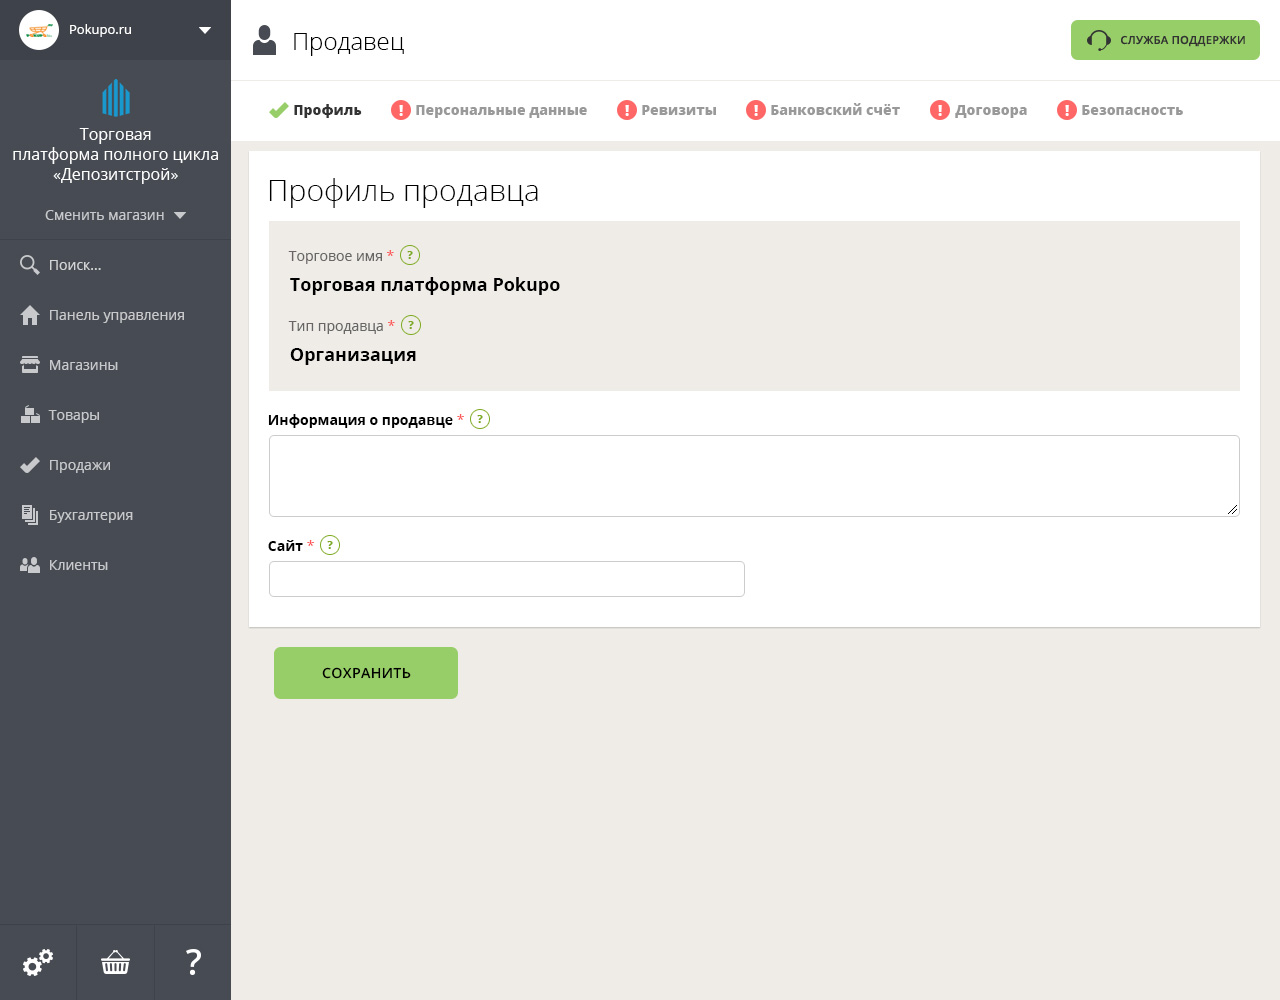 Pokupo.ru
Торговая
платформа полного цикла
«Депозитстрой»
Сменить магазин
Поиск...
Панель управления
Магазины
Товары
Продажи
Бухгалтерия
Клиенты
?
Продавец
СЛУЖБА ПОДДЕРЖКИ
Профиль ! Персональные данные ! Ревизиты ! Банковский счёт ! Договора ! Безопасность
Профиль продавца
Торговое имя * ?
Торговая платформа Pokupo
Тип продавца * ?
Организация
Информация о продавце * ?
Сайт * ?
СОХРАНИТЬ